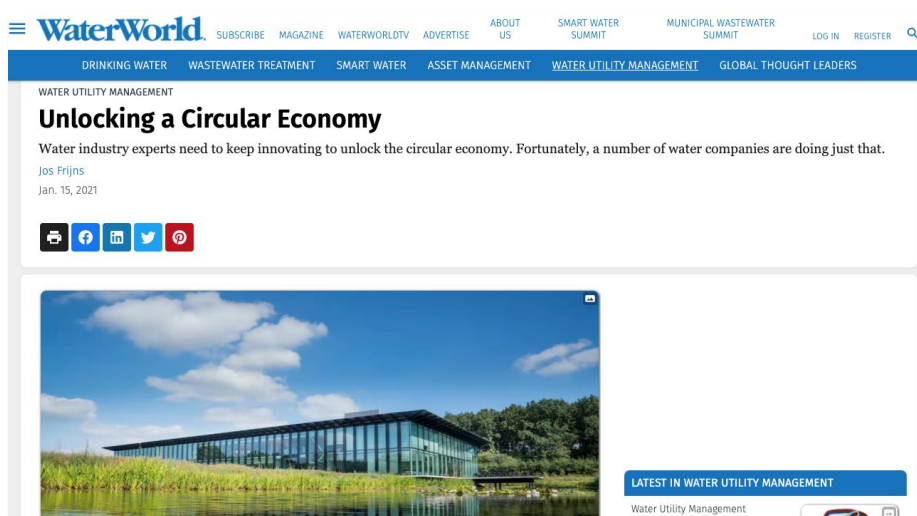 WaterWorld.
SUBSCRIBE MAGAZINE WATERWORLDTV ADVERTISE ABOUT US SMART WATER SUMMIT MUNICIPAL WASTEWATER SUMMIT LOG IN REGISTER
DRINKING WATER WASTEWATER TREATMENT SMART WATER ASSET MANAGEMENT WATER UTILITY MANAGEMENT GLOBAL THOUGHT LEADERS
WATER UTILITY MANAGEMENT
Unlocking a Circular Economy
Water industry experts need to keep innovating to unlock the circular economy. Fortunately, a number of water companies are doing just that.
Jos Frijns
Jan. 15, 2021
LATEST IN WATER UTILITY MANAGEMENT
Water Utility Management